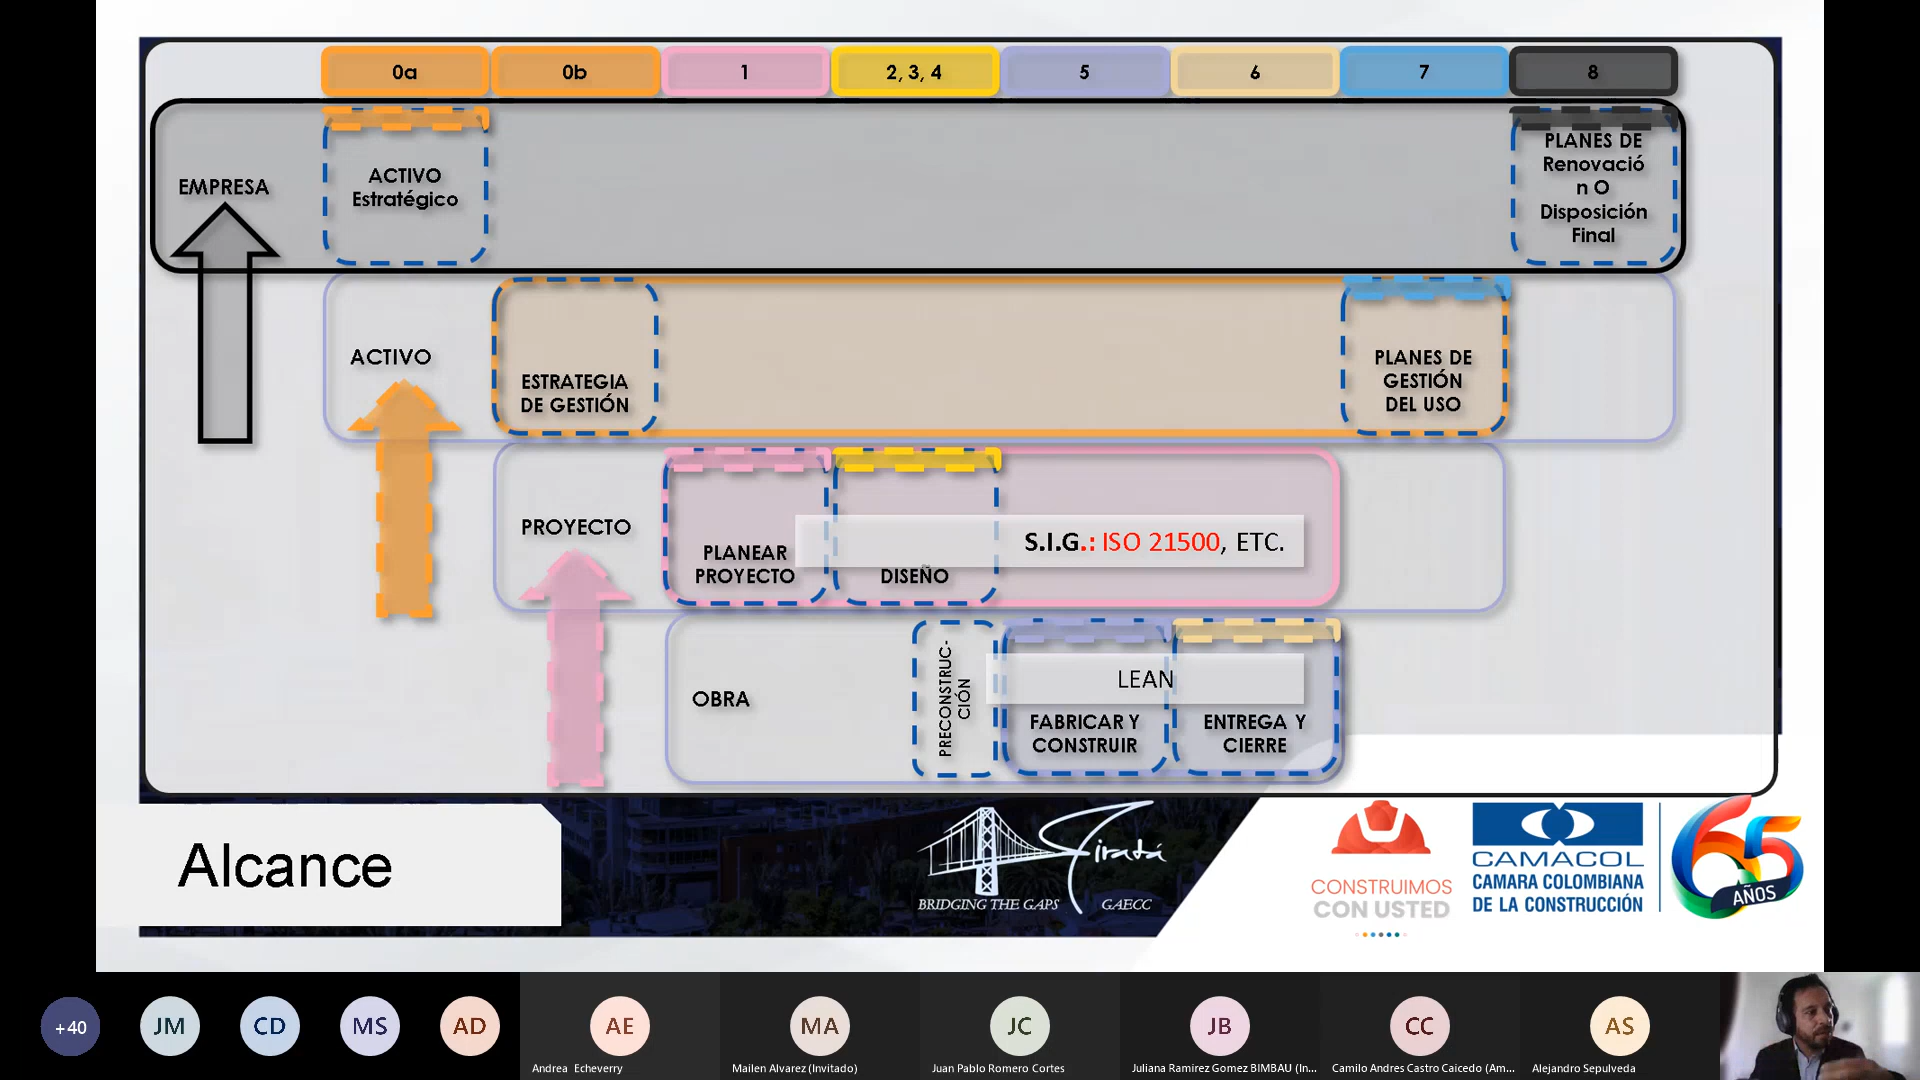 0a
0b
1
2, 3, 4
5
6
7
8
EMPRESA
ACTIVO
Estratégico
PLANES DE
Renovació
n O
Disposición
Final
ACTIVO
ESTRATEGIA
DE GESTIÓN
PLANES DE
GESTIÓN
DEL USO
PROYECTO
PLANEAR
PROYECTO
DISEÑO
S.I.G.: ISO 21500, ETC.
OBRA
PRECONSTRUC-
CIÓN
LEAN
FABRICAR Y
CONSTRUIR
ENTREGA Y
CIERRE
Alcance
Giratá
BRIDGING THE GAPS GAECC
CONSTRUIMOS
CON USTED
CAMACOL
CAMARA COLOMBIANA
DE LA CONSTRUCCIÓN
65
AÑOS
+40
JM
CD
MS
AD
AE
Andrea Echeverry
MA
Mailen Alvarez (Invitado)
JC
Juan Pablo Romero Cortes
JB
Juliana Ramirez Gomez BIMBAU (In...
CC
Camilo Andres Castro Caicedo (Am...
AS
Alejandro Sepulveda